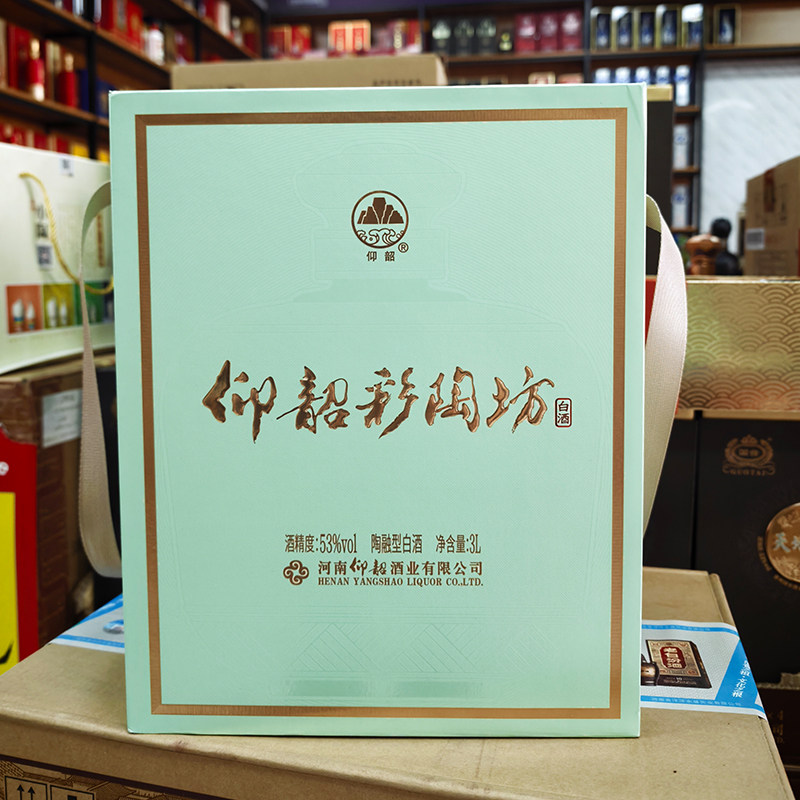 仰韶
®
仰韶彩陶坊
白酒
酒精度:53%vol 陶融型白酒 净含量:3L
河南仰韶酒业有限公司
HENAN YANGSHAO LIQUOR CO.,LTD.